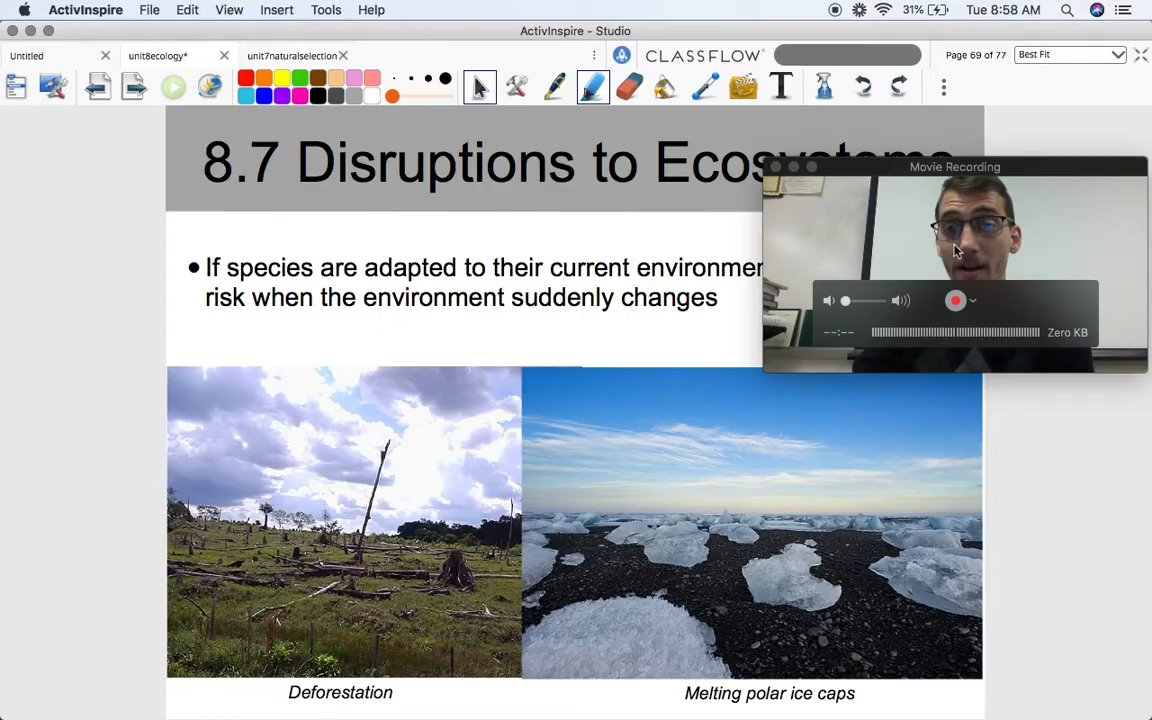 ActivInspire File Edit View Insert Tools Help 31% Tue 8:58 AM
ActivInspire - Studio
Untitled unit8ecology* unit7naturalselection CLASSFLOW Page 69 of 77 Best Fit
T
8.7 Disruptions to Ecosystems
Movie Recording
• If species are adapted to their current environmen
risk when the environment suddenly changes
--:-- Zero KB
Deforestation Melting polar ice caps